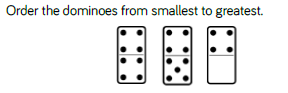 Order the dominoes from smallest to greatest.